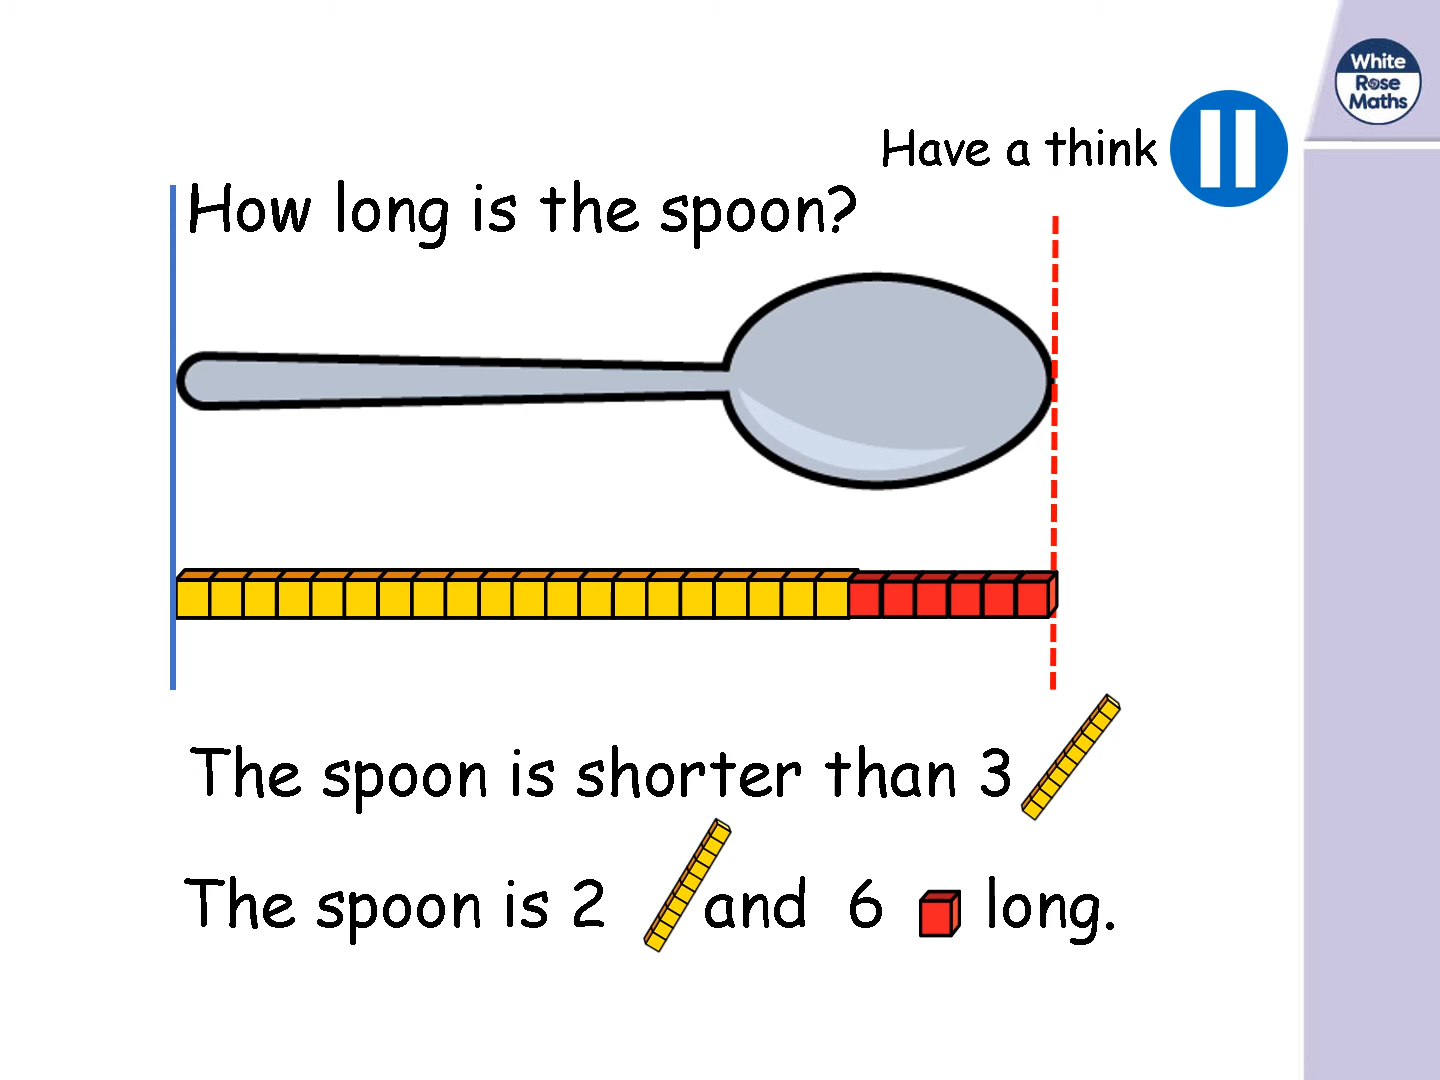 White
Rose
Maths
Have a think
How long is the spoon?
The spoon is shorter than 3
The spoon is 2 and 6 long.